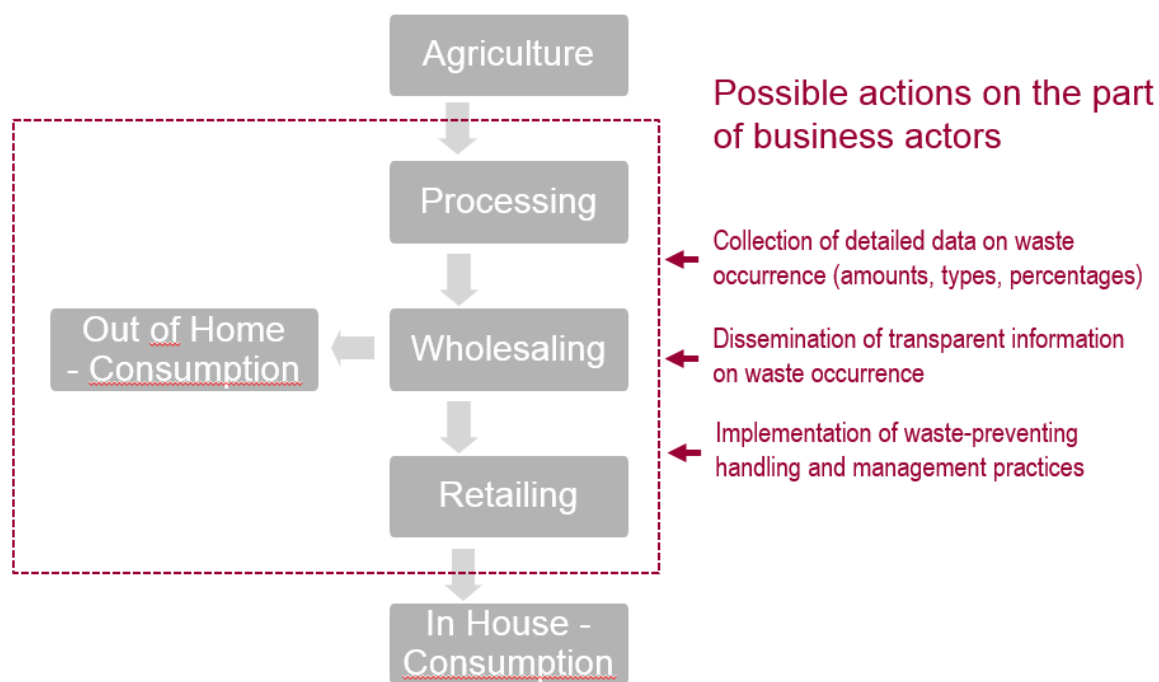 Agriculture
Possible actions on the part
of business actors
Processing
Collection of detailed data on waste
occurrence (amounts, types, percentages)
Out of Home
- Consumption
Wholesaling
Dissemination of transparent information
on waste occurrence
Implementation of waste-preventing
handling and management practices
Retailing
In House -
Consumption